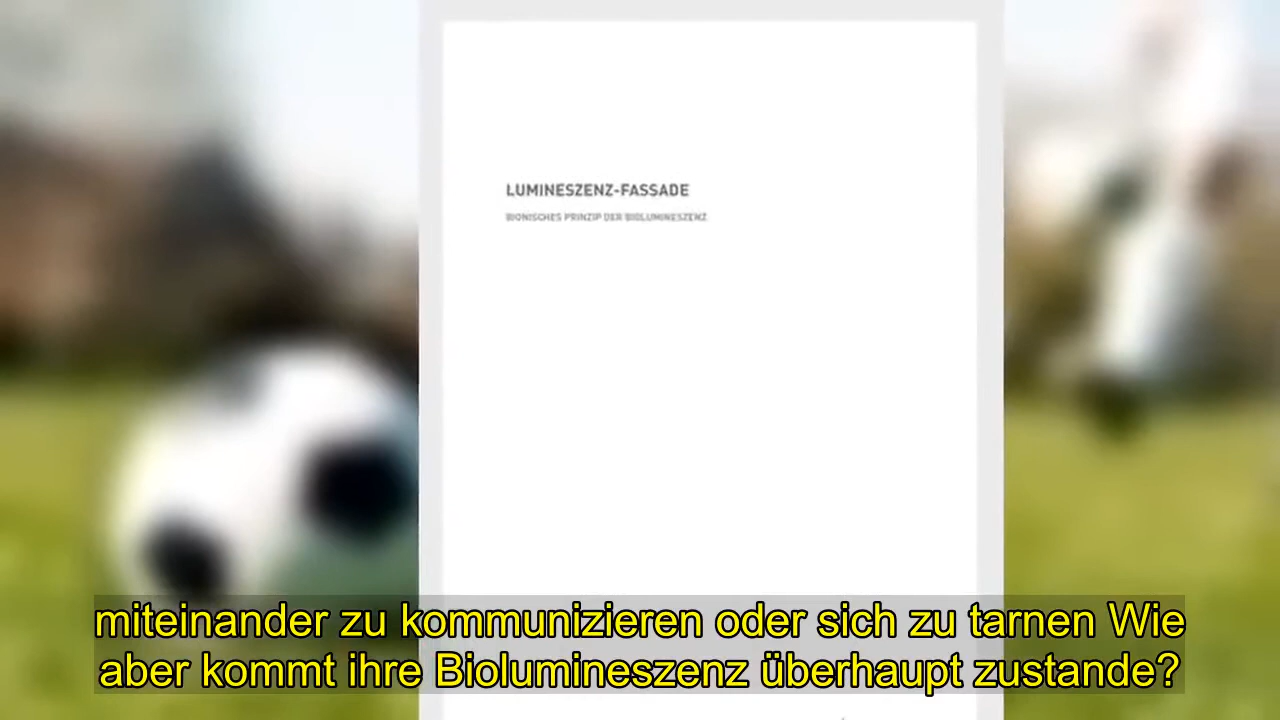 LUMINESZENZ-FASSADE
BIONISCHES PRINZIP DER BIOLUMINESZENZ
miteinander zu kommunizieren oder sich zu tarnen Wie
aber kommt ihre Biolumineszenz überhaupt zustande?